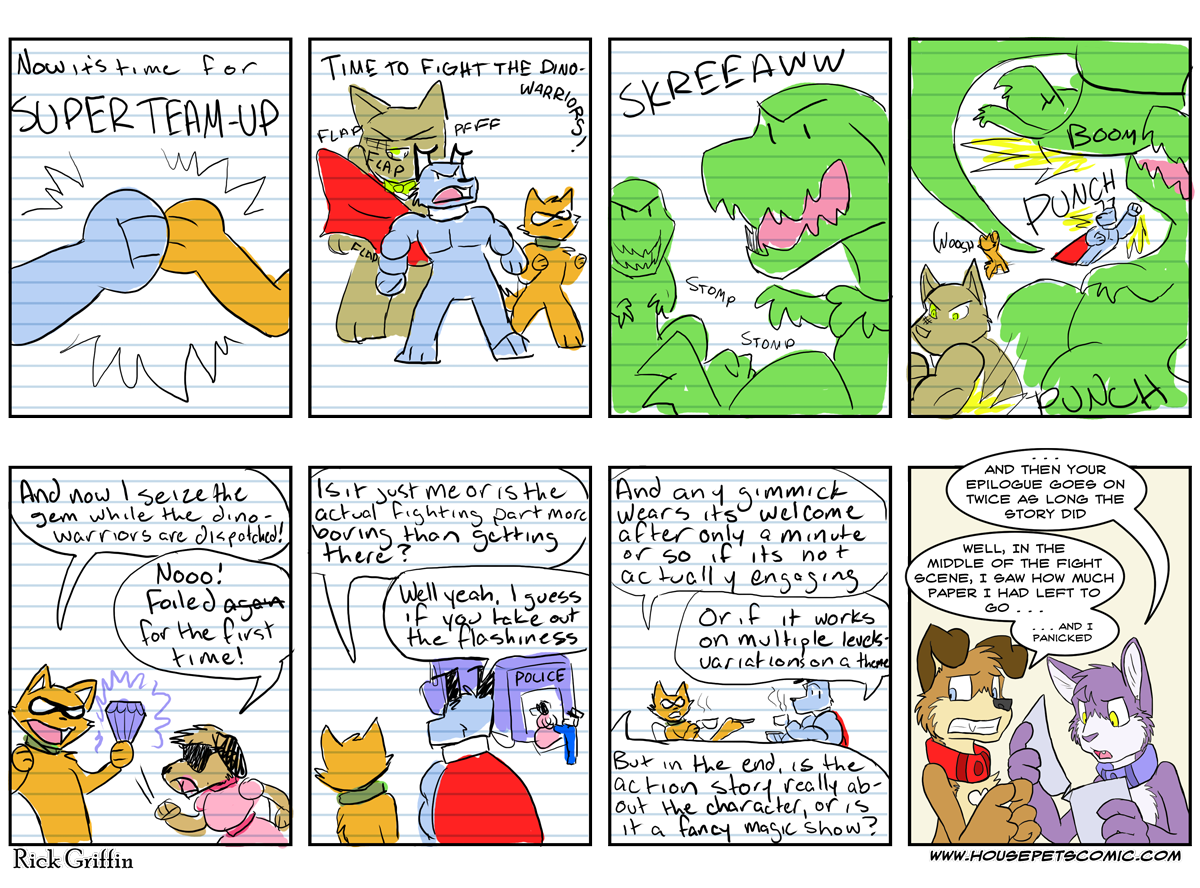 Now it's time for
SUPER TEAM-UP
TIME TO FIGHT THE DINO-
WARRIORS!
FLAP
PFFF
FLAP
FLAP
SKREEAWW
STOMP
STOMP
BOOM
PUNCH
WOOSH
PUNCH
And now I seize the
gem while the dino-
warriors are dispatched!
Nooo!
Foiled again
for the first
time!
Is it just me or is the
actual fighting part more
boring than getting
there?
Well yeah, I guess
if you take out
the flashiness
POLICE
And any gimmick
wears its welcome
after only a minute
or so if its not
actually engaging
Or if it works
on multiple levels-
variations on a theme
But in the end, is the
action story really ab-
out the character, or is
it a fancy magic show?
. . .
AND THEN YOUR
EPILOGUE GOES ON
TWICE AS LONG THE
STORY DID
WELL, IN THE
MIDDLE OF THE FIGHT
SCENE, I SAW HOW MUCH
PAPER I HAD LEFT TO
GO . . .
. . . AND I
PANICKED
Rick Griffin
WWW.HOUSEPETSCOMIC.COM